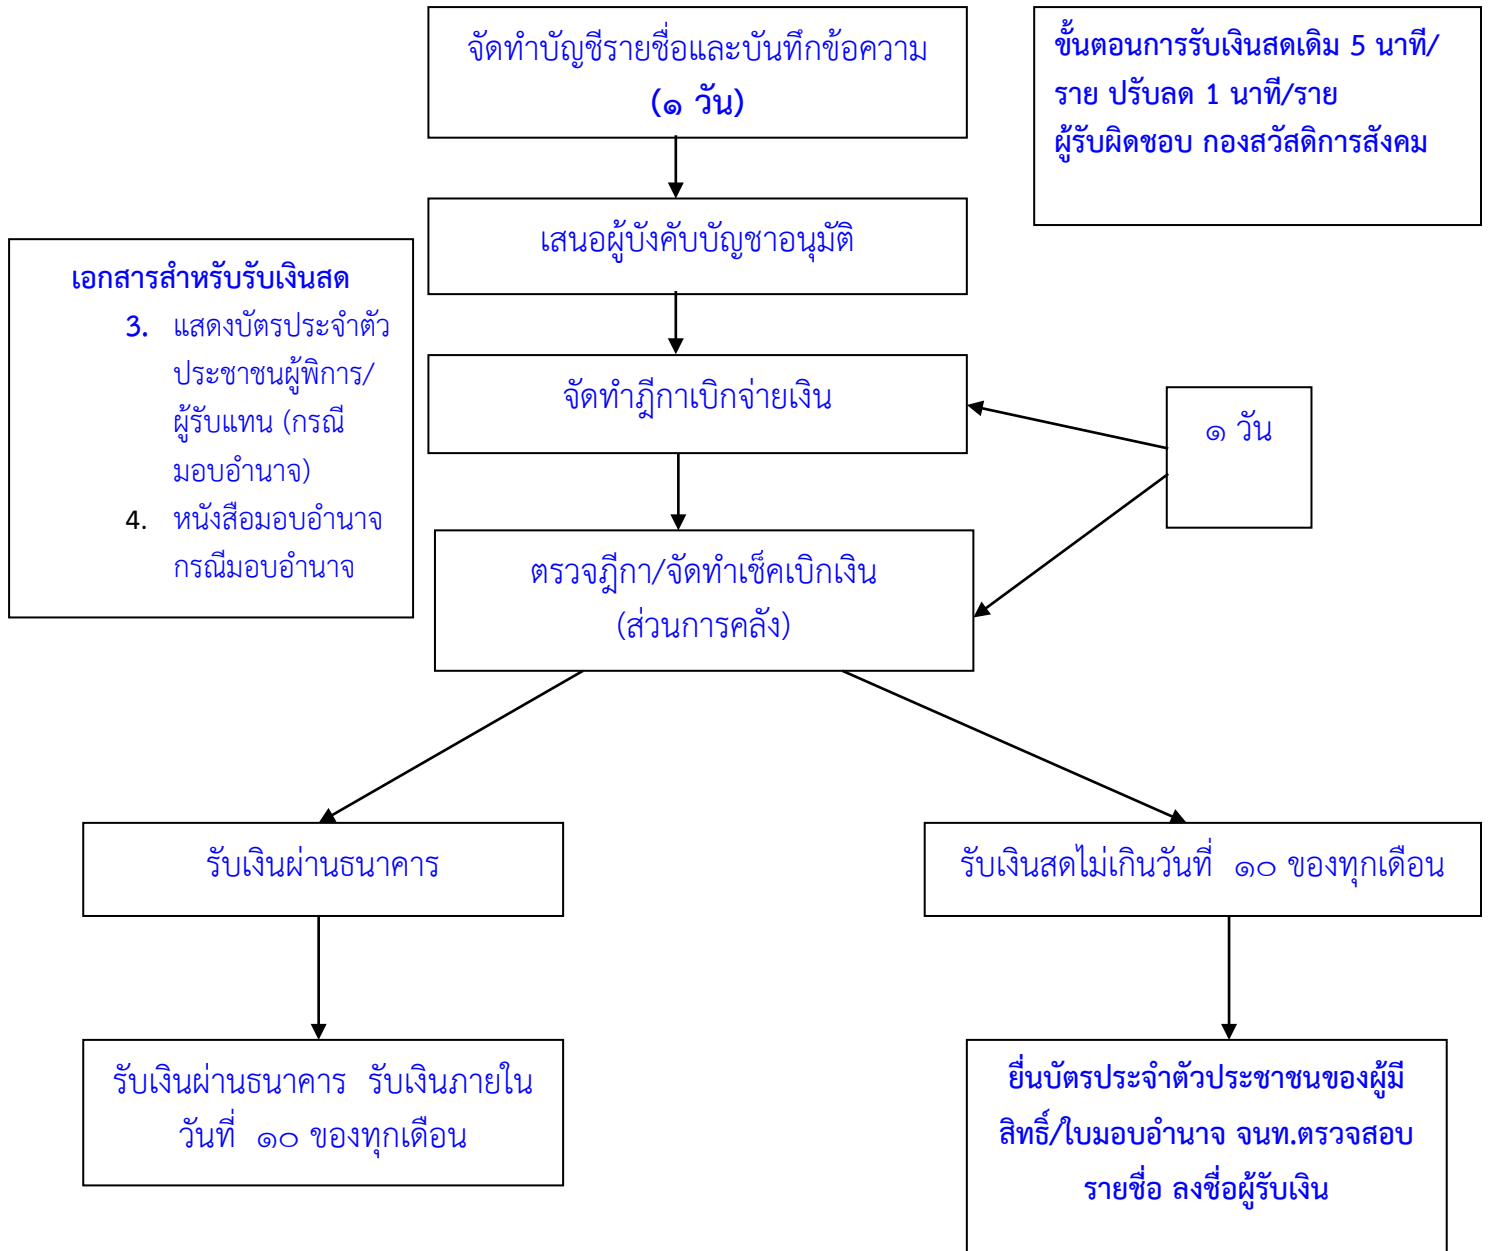 จัดทำบัญชีรายชื่อและบันทึกข้อความ
(๑ วัน)
ขั้นตอนการรับเงินสดเดิม 5 นาที/
ราย ปรับลด 1 นาที/ราย
ผู้รับผิดชอบ กองสวัสดิการสังคม
เสนอผู้บังคับบัญชาอนุมัติ
เอกสารสำหรับรับเงินสด
3. แสดงบัตรประจำตัว
ประชาชนผู้พิการ/
ผู้รับแทน (กรณี
มอบอำนาจ)
4. หนังสือมอบอำนาจ
กรณีมอบอำนาจ
จัดทำฎีกาเบิกจ่ายเงิน
๑ วัน
ตรวจฎีกา/จัดทำเช็คเบิกเงิน
(ส่วนการคลัง)
รับเงินผ่านธนาคาร
รับเงินสดไม่เกินวันที่ ๑๐ ของทุกเดือน
รับเงินผ่านธนาคาร รับเงินภายใน
วันที่ ๑๐ ของทุกเดือน
ยื่นบัตรประจำตัวประชาชนของผู้มี
สิทธิ์/ใบมอบอำนาจ จนท.ตรวจสอบ
รายชื่อ ลงชื่อผู้รับเงิน